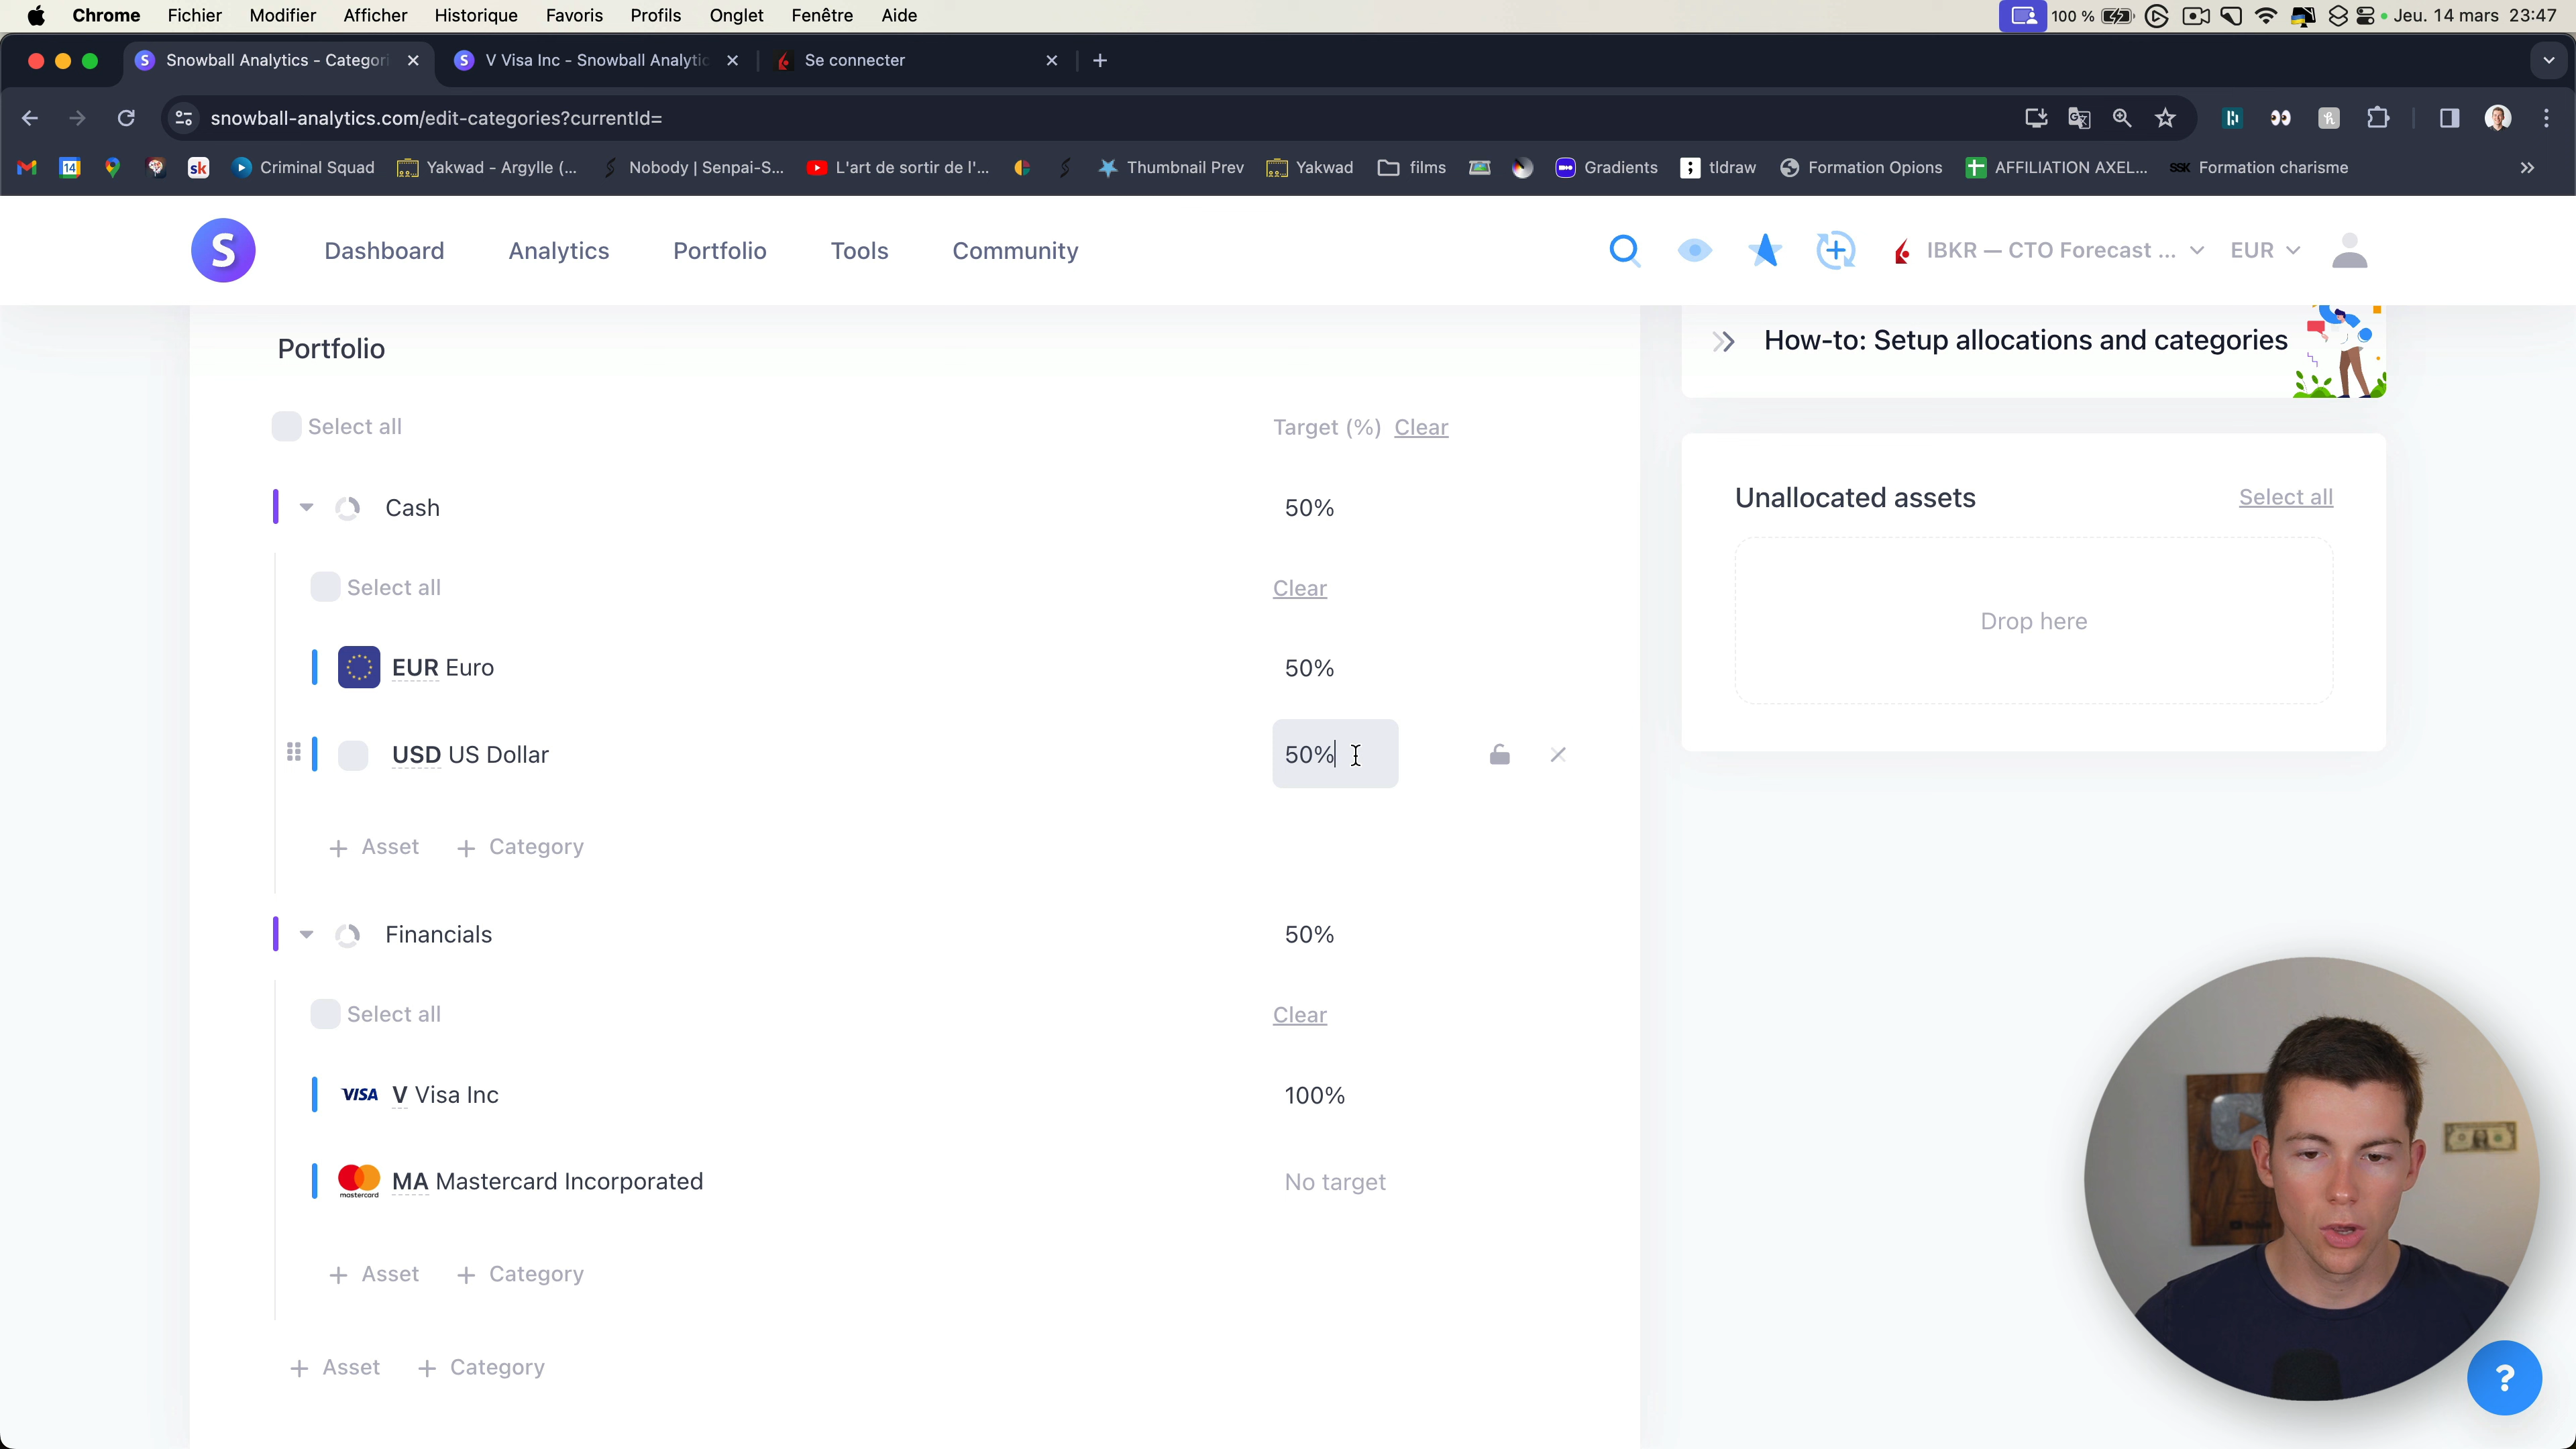 Chrome Fichier Modifier Afficher Historique Favoris Profils Onglet Fenêtre Aide 100 % Jeu. 14 mars 23:47
S Snowball Analytics - Categori S V Visa Inc - Snowball Analytic Se connecter
snowball-analytics.com/edit-categories?currentId=
14 sk Criminal Squad Yakwad - Argylle (... Nobody | Senpai-S... L'art de sortir de l'... Thumbnail Prev Yakwad films Gradients tldraw Formation Opions AFFILIATION AXEL... SSK Formation charisme
S Dashboard Analytics Portfolio Tools Community IBKR — CTO Forecast ... EUR
Portfolio
How-to: Setup allocations and categories
Select all Target (%) Clear
Cash 50%
Unallocated assets Select all
Select all Clear
Drop here
EUR Euro 50%
USD US Dollar 50%
+ Asset + Category
Financials 50%
Select all Clear
VISA V Visa Inc 100%
mastercard MA Mastercard Incorporated No target
+ Asset + Category
+ Asset + Category
?